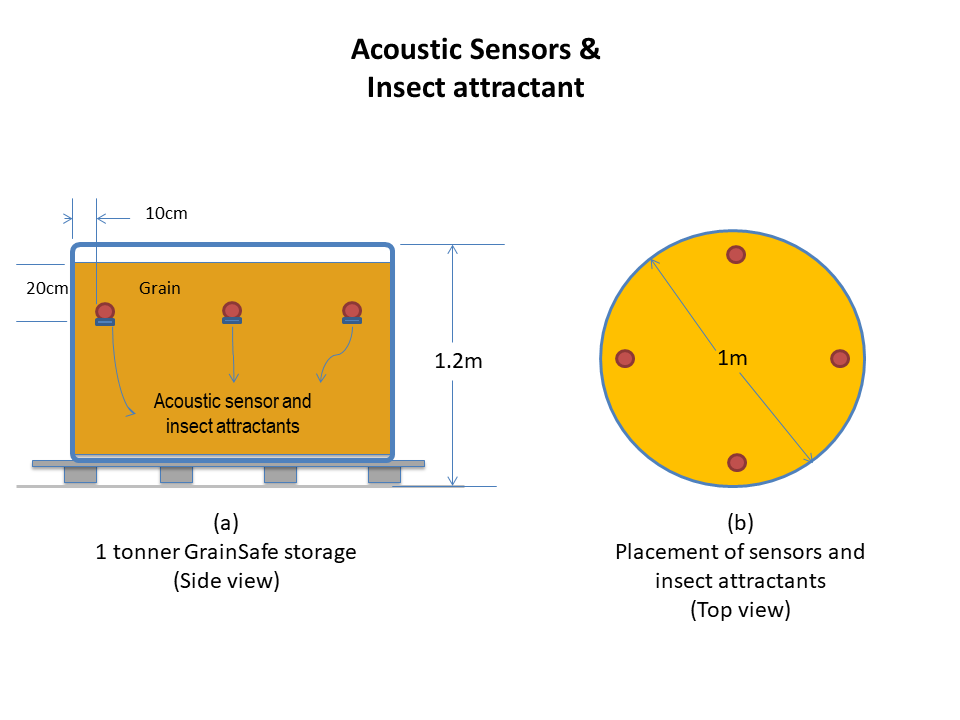 Acoustic Sensors &
Insect attractant
10cm
20cm
Grain
1.2m
Acoustic sensor and
insect attractants
1m
(a)
1 tonner GrainSafe storage
(Side view)
(b)
Placement of sensors and
insect attractants
(Top view)